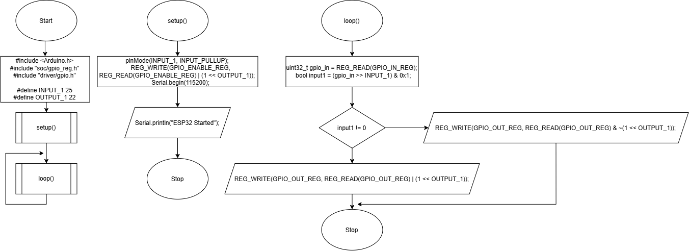 Start
#include <Arduino.h>
#include "soc/gpio_reg.h"
#include "driver/gpio.h"
#define INPUT_1 25
#define OUTPUT_1 22
setup()
loop()
setup()
pinMode(INPUT_1, INPUT_PULLUP);
REG_WRITE(GPIO_ENABLE_REG,
REG_READ(GPIO_ENABLE_REG) | (1 << OUTPUT_1));
Serial.begin(115200);
Serial.println("ESP32 Started");
Stop
loop()
uint32_t gpio_in = REG_READ(GPIO_IN_REG);
bool input1 = (gpio_in >> INPUT_1) & 0x1;
input1 != 0
REG_WRITE(GPIO_OUT_REG, REG_READ(GPIO_OUT_REG) & ~(1 << OUTPUT_1));
REG_WRITE(GPIO_OUT_REG, REG_READ(GPIO_OUT_REG) | (1 << OUTPUT_1));
Stop